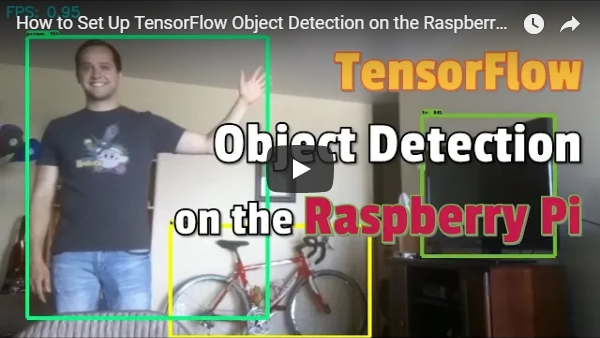 FPS: 0.95
How to Set Up TensorFlow Object Detection on the Raspberr...
TensorFlow
Object Detection
on the Raspberry Pi